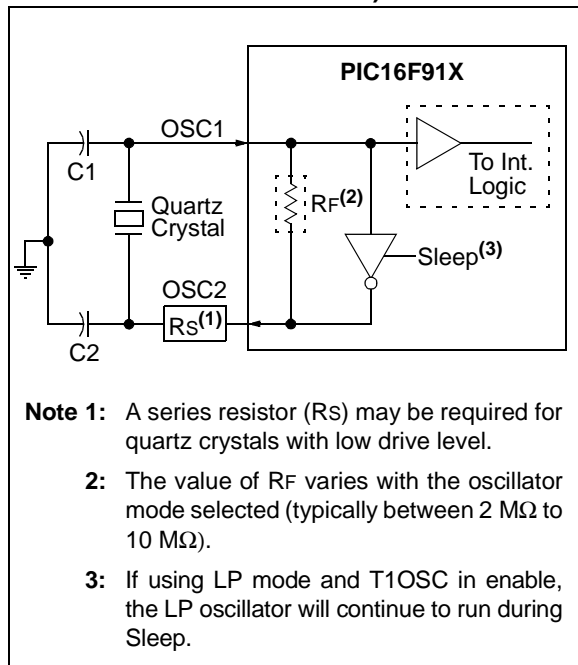 PIC16F91X
OSC1
To Int.
Logic
C1
Quartz
Crystal
RF(2)
Sleep(3)
OSC2
RS(1)
C2
Note 1: A series resistor (RS) may be required for
quartz crystals with low drive level.
2: The value of RF varies with the oscillator
mode selected (typically between 2 MΩ to
10 MΩ).
3: If using LP mode and T1OSC in enable,
the LP oscillator will continue to run during
Sleep.